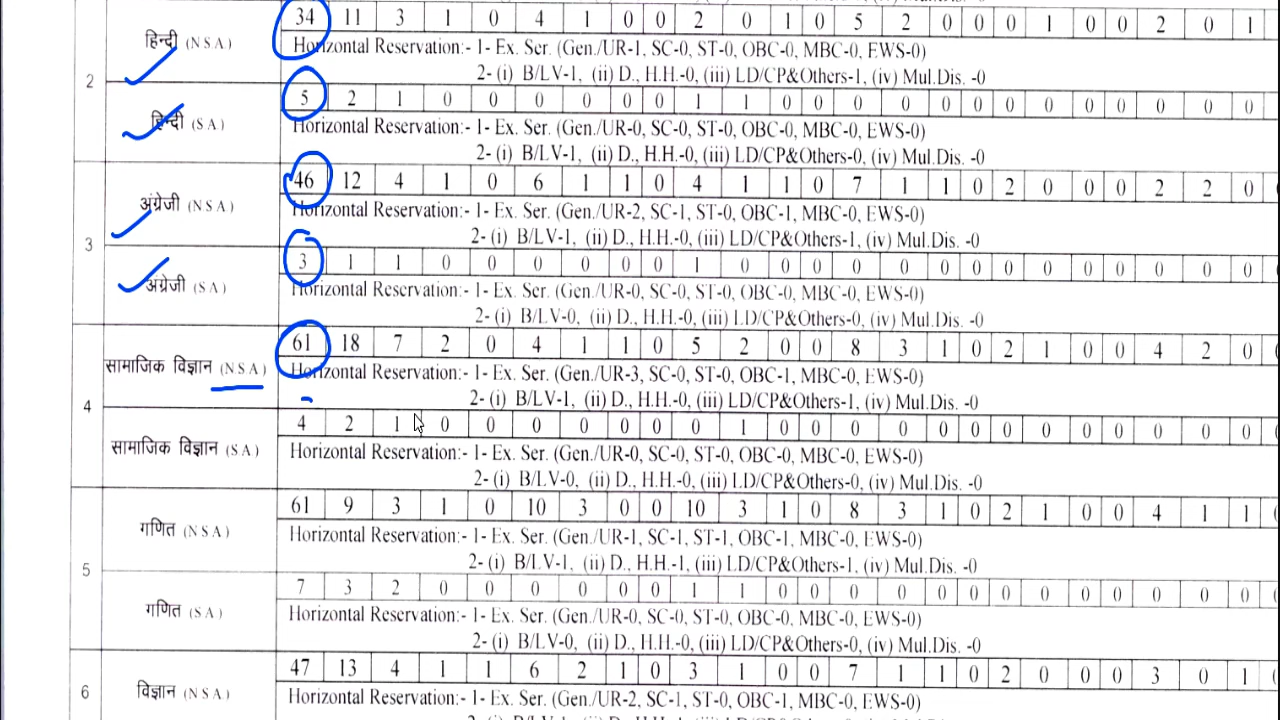 हिन्दी (N S A) 34 11 3 1 0 4 1 0 0 2 0 1 0 5 2 0 0 0 1 0 0 2 0 1
Horizontal Reservation:- 1- Ex. Ser. (Gen./UR-1, SC-0, ST-0, OBC-0, MBC-0, EWS-0)
2- (i) B/LV-1, (ii) D., H.H.-0, (iii) LD/CP&Others-1, (iv) Mul.Dis. -0
2
हिन्दी (S A) 5 2 1 0 0 0 0 0 0 1 1 0 0 0 0 0 0 0 0 0 0 0 0 0
Horizontal Reservation:- 1- Ex. Ser. (Gen./UR-0, SC-0, ST-0, OBC-0, MBC-0, EWS-0)
2- (i) B/LV-1, (ii) D., H.H.-0, (iii) LD/CP&Others-0, (iv) Mul.Dis. -0
अंग्रेजी (N S A) 46 12 4 1 0 6 1 1 0 4 1 1 0 7 1 1 0 2 0 0 0 2 2 0
Horizontal Reservation:- 1- Ex. Ser. (Gen./UR-2, SC-1, ST-0, OBC-1, MBC-0, EWS-0)
2- (i) B/LV-1, (ii) D., H.H.-0, (iii) LD/CP&Others-1, (iv) Mul.Dis. -0
3
अंग्रेजी (S A) 3 1 1 0 0 0 0 0 0 1 0 0 0 0 0 0 0 0 0 0 0 0 0 0
Horizontal Reservation:- 1- Ex. Ser. (Gen./UR-0, SC-0, ST-0, OBC-0, MBC-0, EWS-0)
2- (i) B/LV-0, (ii) D., H.H.-0, (iii) LD/CP&Others-0, (iv) Mul.Dis. -0
सामाजिक विज्ञान (N S A) 61 18 7 2 0 4 1 1 0 5 2 0 0 8 3 1 0 2 1 0 0 4 2 0
Horizontal Reservation:- 1- Ex. Ser. (Gen./UR-3, SC-0, ST-0, OBC-1, MBC-0, EWS-0)
2- (i) B/LV-1, (ii) D., H.H.-0, (iii) LD/CP&Others-1, (iv) Mul.Dis. -0
4
सामाजिक विज्ञान (S A) 4 2 1 0 0 0 0 0 0 0 1 0 0 0 0 0 0 0 0 0 0 0 0 0
Horizontal Reservation:- 1- Ex. Ser. (Gen./UR-0, SC-0, ST-0, OBC-0, MBC-0, EWS-0)
2- (i) B/LV-0, (ii) D., H.H.-0, (iii) LD/CP&Others-0, (iv) Mul.Dis. -0
गणित (N S A) 61 9 3 1 0 10 3 0 0 10 3 1 0 8 3 1 0 2 1 0 0 4 1 1
Horizontal Reservation:- 1- Ex. Ser. (Gen./UR-1, SC-1, ST-1, OBC-1, MBC-0, EWS-0)
2- (i) B/LV-1, (ii) D., H.H.-1, (iii) LD/CP&Others-1, (iv) Mul.Dis. -0
5
गणित (S A) 7 3 2 0 0 0 0 0 0 1 1 0 0 0 0 0 0 0 0 0 0 0 0 0
Horizontal Reservation:- 1- Ex. Ser. (Gen./UR-0, SC-0, ST-0, OBC-0, MBC-0, EWS-0)
2- (i) B/LV-0, (ii) D., H.H.-0, (iii) LD/CP&Others-0, (iv) Mul.Dis. -0
6 विज्ञान (N S A) 47 13 4 1 1 6 2 1 0 3 1 0 0 7 1 1 0 2 0 0 0 3 0 1
Horizontal Reservation:- 1- Ex. Ser. (Gen./UR-2, SC-1, ST-0, OBC-1, MBC-0, EWS-0)